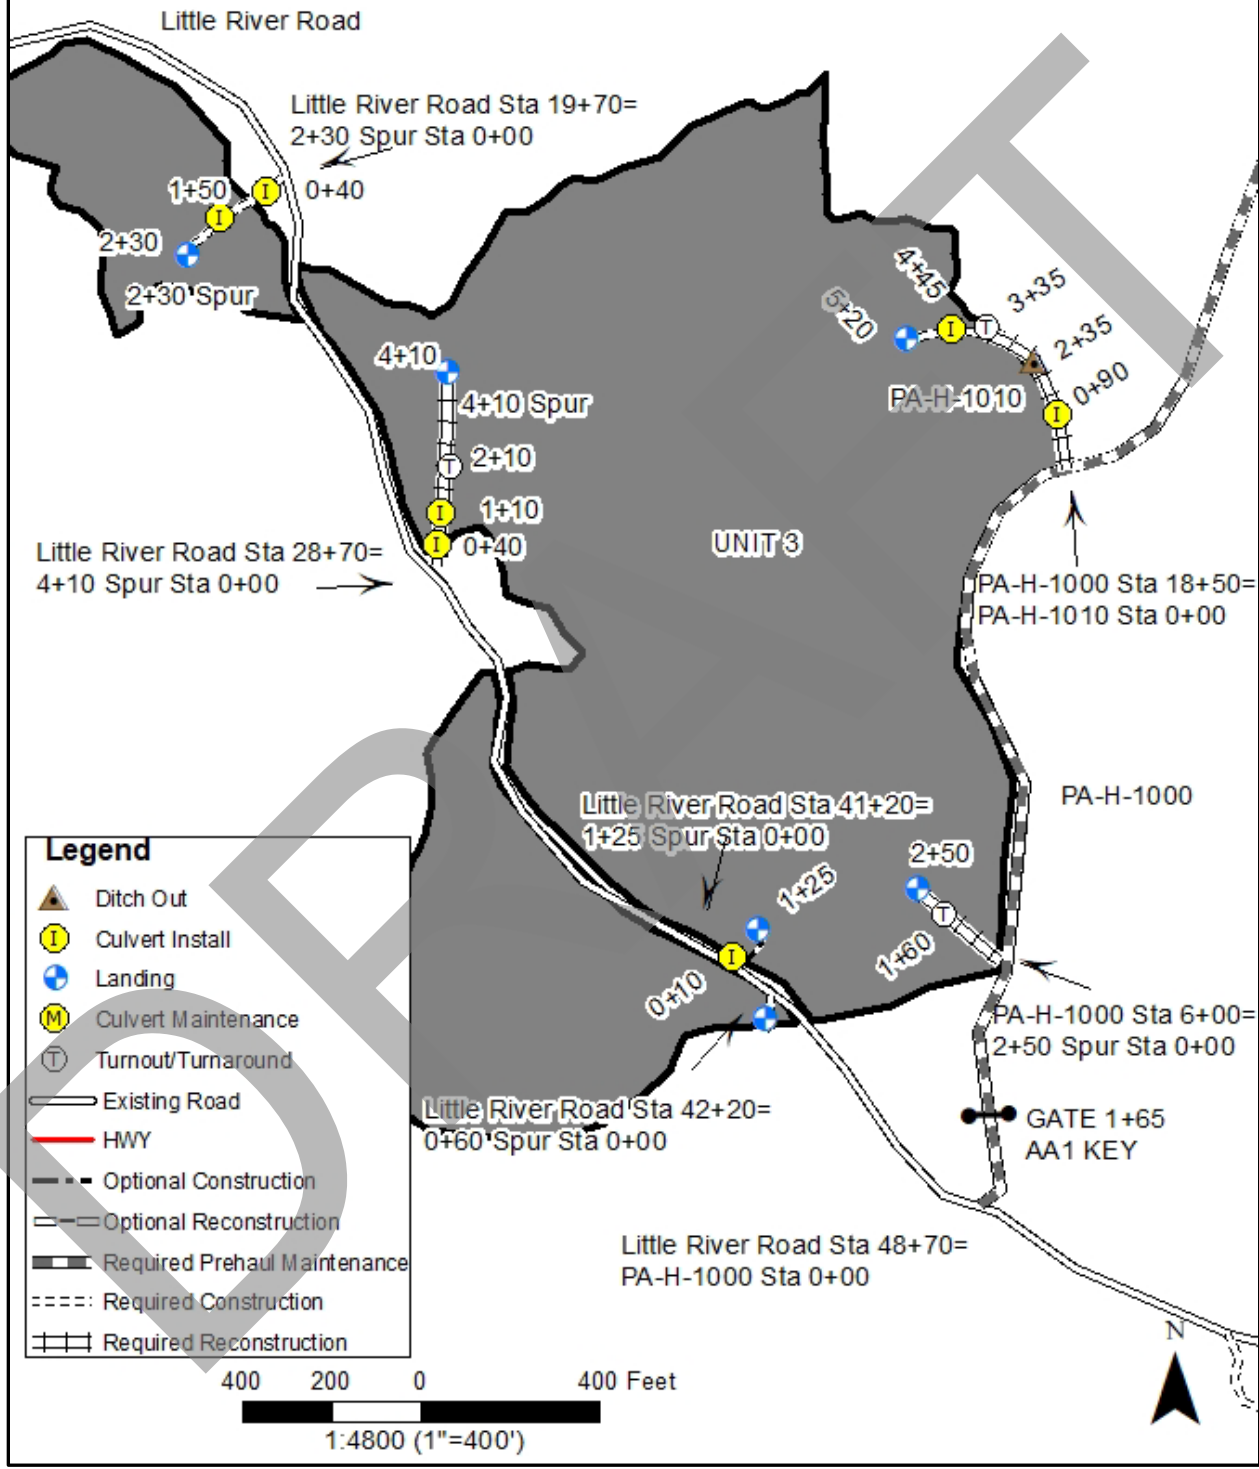 Little River Road
Little River Road Sta 19+70=
2+30 Spur Sta 0+00
1+50
I
I
0+40
2+30
2+30 Spur
4+45
3+35
5+20
I
T
2+35
0+90
PA-H-1010
I
4+10
4+10 Spur
T
2+10
I
1+10
I
0+40
UNIT 3
Little River Road Sta 28+70=
4+10 Spur Sta 0+00
PA-H-1000 Sta 18+50=
PA-H-1010 Sta 0+00
PA-H-1000
Little River Road Sta 41+20=
1+25 Spur Sta 0+00
2+50
1+25
T
1+60
I
0+10
PA-H-1000 Sta 6+00=
2+50 Spur Sta 0+00
Little River Road Sta 42+20=
0+60 Spur Sta 0+00
GATE 1+65
AA1 KEY
Little River Road Sta 48+70=
PA-H-1000 Sta 0+00
Legend
Ditch Out
I Culvert Install
Landing
M Culvert Maintenance
T Turnout/Turnaround
Existing Road
HWY
Optional Construction
Optional Reconstruction
Required Prehaul Maintenance
Required Construction
Required Reconstruction
400 200 0 400 Feet
1:4800 (1"=400')
N
DRAFT